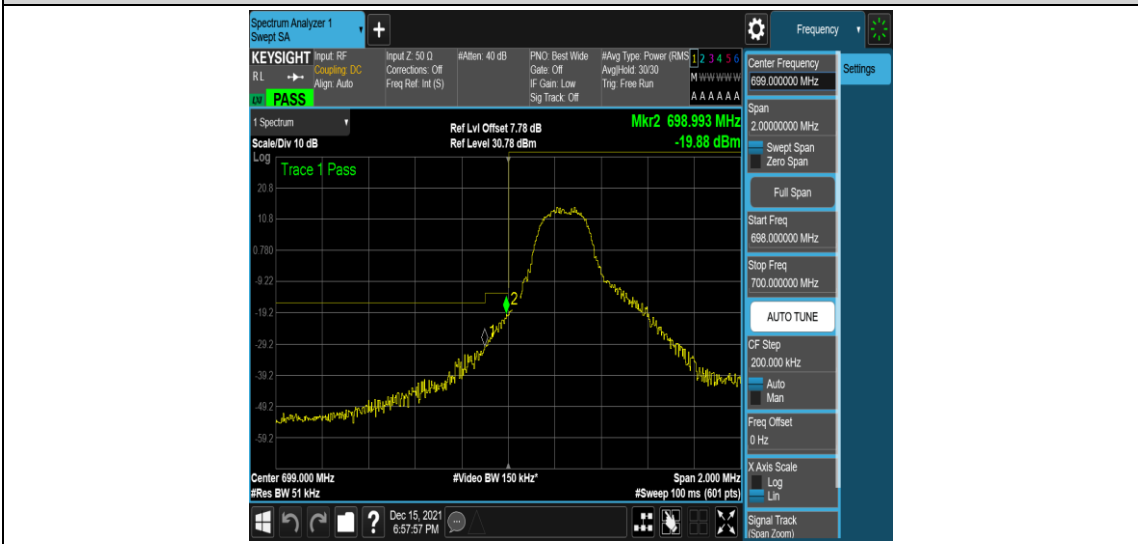 Spectrum Analyzer 1
Swept SA
+
Frequency
KEYSIGHT
R L
PASS
Input: RF
Coupling: DC
Align: Auto
Input Z: 50 Ω
Corrections: Off
Freq Ref: Int (S)
#Atten: 40 dB
PNO: Best Wide
Gate: Off
IF Gain: Low
Sig Track: Off
#Avg Type: Power (RMS
Avg|Hold: 30/30
Trig: Free Run
1 2 3 4 5 6
M W W W W W
A A A A A A
Center Frequency
699.000000 MHz
Settings
1 Spectrum
Scale/Div 10 dB
Ref Lvl Offset 7.78 dB
Ref Level 30.78 dBm
Mkr2 698.993 MHz
-19.88 dBm
Log
Trace 1 Pass
20.8
10.8
0.780
-9.22
-19.2
-29.2
-39.2
-49.2
-59.2
2
1
Center 699.000 MHz
#Res BW 51 kHz
#Video BW 150 kHz*
Span 2.000 MHz
#Sweep 100 ms (601 pts)
Span
2.00000000 MHz
Swept Span
Zero Span
Full Span
Start Freq
698.000000 MHz
Stop Freq
700.000000 MHz
AUTO TUNE
CF Step
200.000 kHz
Auto
Man
Freq Offset
0 Hz
X Axis Scale
Log
Lin
Signal Track
(Span Zoom)
?
Dec 15, 2021
6:57:57 PM